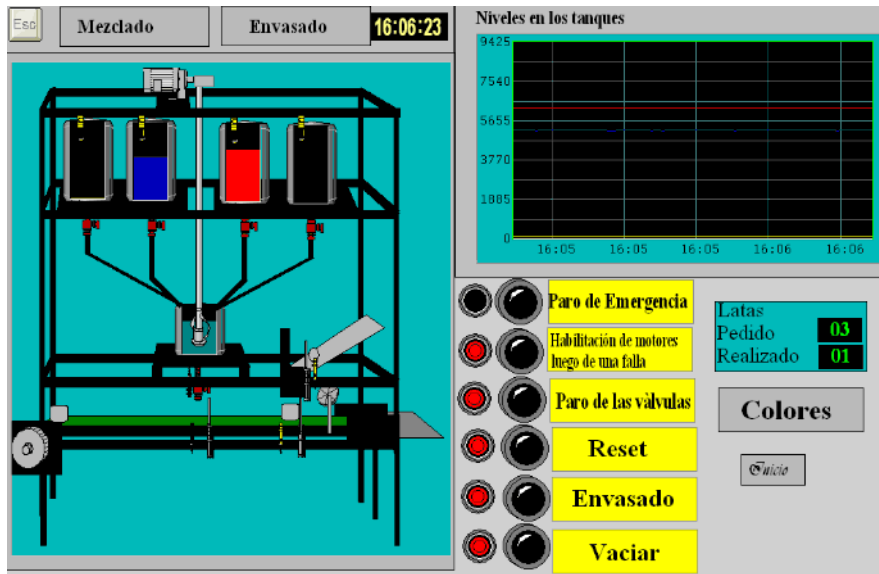 Esc
Mezclado
Envasado
16:06:23
Niveles en los tanques
9425
7540
5655
3770
1885
0
16:05 16:05 16:05 16:06 16:06
Paro de Emergencia
Habilitación de motores
luego de una falla
Paro de las vàlvulas
Reset
Envasado
Vaciar
Latas
Pedido 03
Realizado 01
Colores
Inicio